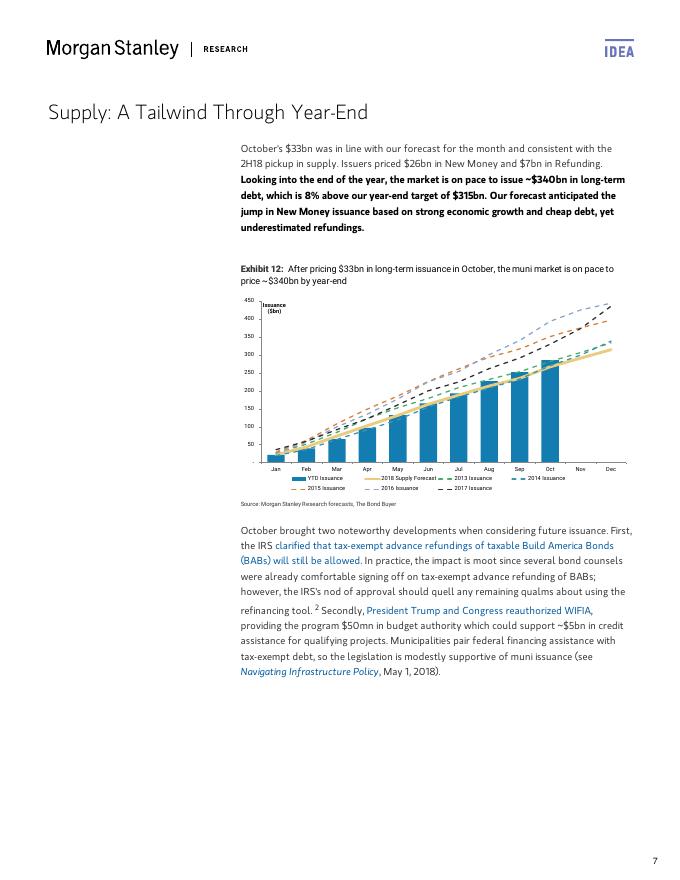 Morgan Stanley | RESEARCH
IDEA
Supply: A Tailwind Through Year-End
October's $33bn was in line with our forecast for the month and consistent with the
2H18 pickup in supply. Issuers priced $26bn in New Money and $7bn in Refunding.
Looking into the end of the year, the market is on pace to issue ~$340bn in long-term
debt, which is 8% above our year-end target of $315bn. Our forecast anticipated the
jump in New Money issuance based on strong economic growth and cheap debt, yet
underestimated refundings.
Exhibit 12: After pricing $33bn in long-term issuance in October, the muni market is on pace to
price ~$340bn by year-end
Issuance
($bn)
450
400
350
300
250
200
150
100
50
-
Jan Feb Mar Apr May Jun Jul Aug Sep Oct Nov Dec
YTD Issuance 2018 Supply Forecast 2013 Issuance 2014 Issuance
2015 Issuance 2016 Issuance 2017 Issuance
Source: Morgan Stanley Research forecasts, The Bond Buyer
October brought two noteworthy developments when considering future issuance. First,
the IRS clarified that tax-exempt advance refundings of taxable Build America Bonds
(BABs) will still be allowed. In practice, the impact is moot since several bond counsels
were already comfortable signing off on tax-exempt advance refunding of BABs;
however, the IRS's nod of approval should quell any remaining qualms about using the
refinancing tool. 2 Secondly, President Trump and Congress reauthorized WIFIA,
providing the program $50mn in budget authority which could support ~$5bn in credit
assistance for qualifying projects. Municipalities pair federal financing assistance with
tax-exempt debt, so the legislation is modestly supportive of muni issuance (see
Navigating Infrastructure Policy, May 1, 2018).
7